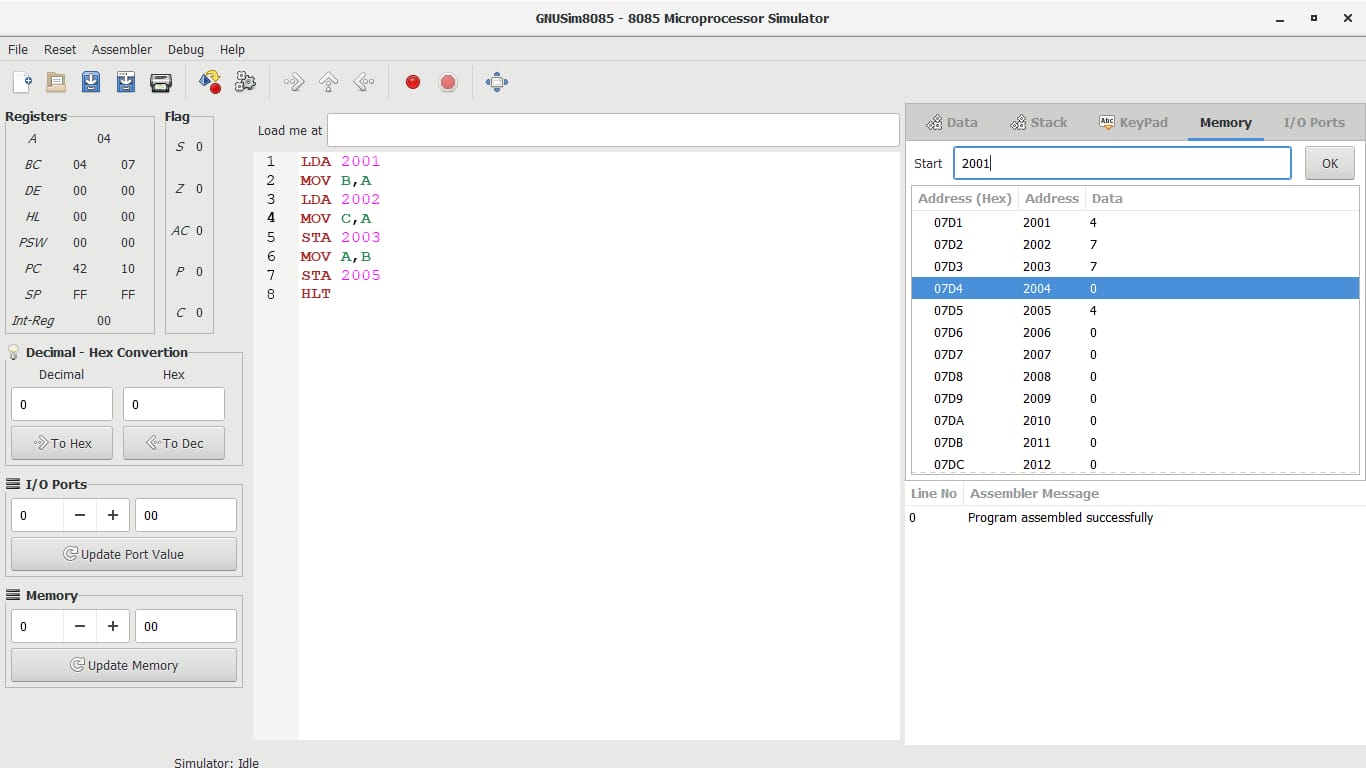 GNUSim8085 - 8085 Microprocessor Simulator
File Reset Assembler Debug Help
Registers
A 04
BC 04 07
DE 00 00
HL 00 00
PSW 00 00
PC 42 10
SP FF FF
Int-Reg 00
Flag
S 0
Z 0
AC 0
P 0
C 0
Decimal - Hex Convertion
Decimal Hex
0 0
To Hex To Dec
I/O Ports
0 − + 00
Update Port Value
Memory
0 − + 00
Update Memory
Load me at
1 LDA 2001
2 MOV B,A
3 LDA 2002
4 MOV C,A
5 STA 2003
6 MOV A,B
7 STA 2005
8 HLT
Data Stack Abc KeyPad Memory I/O Ports
Start 2001 OK
Address (Hex) Address Data
07D1 2001 4
07D2 2002 7
07D3 2003 7
07D4 2004 0
07D5 2005 4
07D6 2006 0
07D7 2007 0
07D8 2008 0
07D9 2009 0
07DA 2010 0
07DB 2011 0
07DC 2012 0
Line No Assembler Message
0 Program assembled successfully
Simulator: Idle